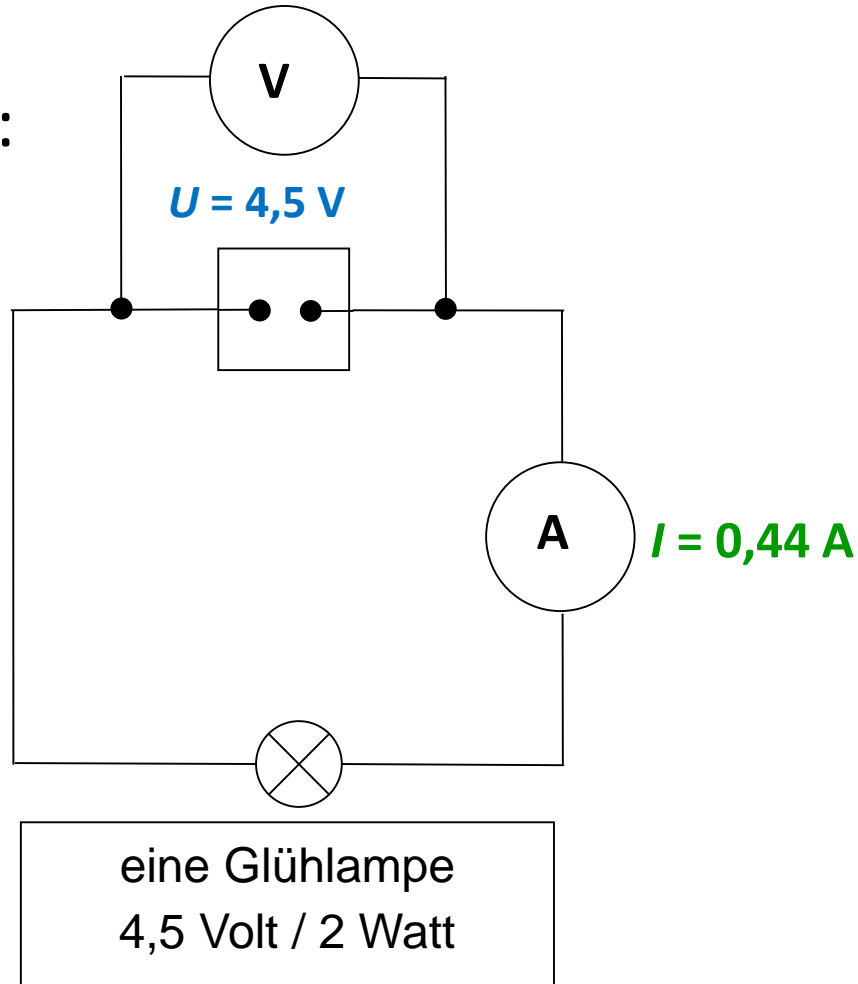 V
:
U = 4,5 V
A
I = 0,44 A
eine Glühlampe
4,5 Volt / 2 Watt